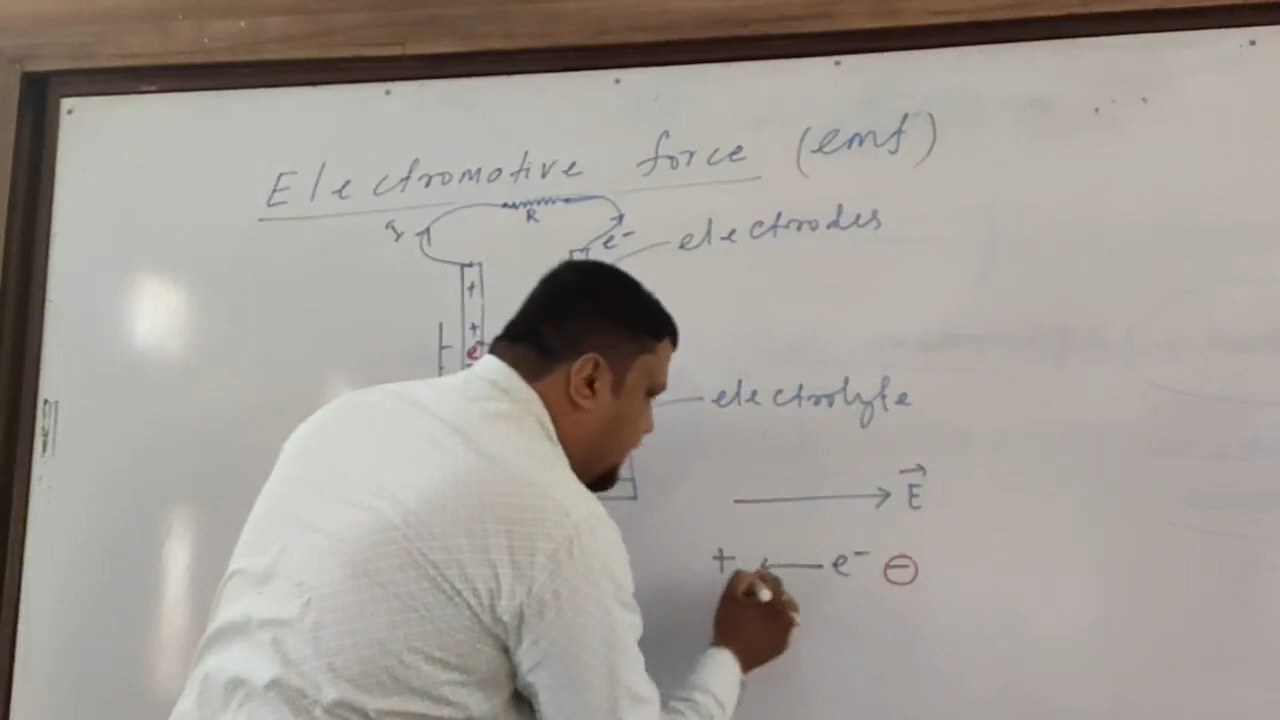 Electromotive force (emf)
R
e⁻ electrodes
+
+
e
electrolyte
E
+ e⁻ −